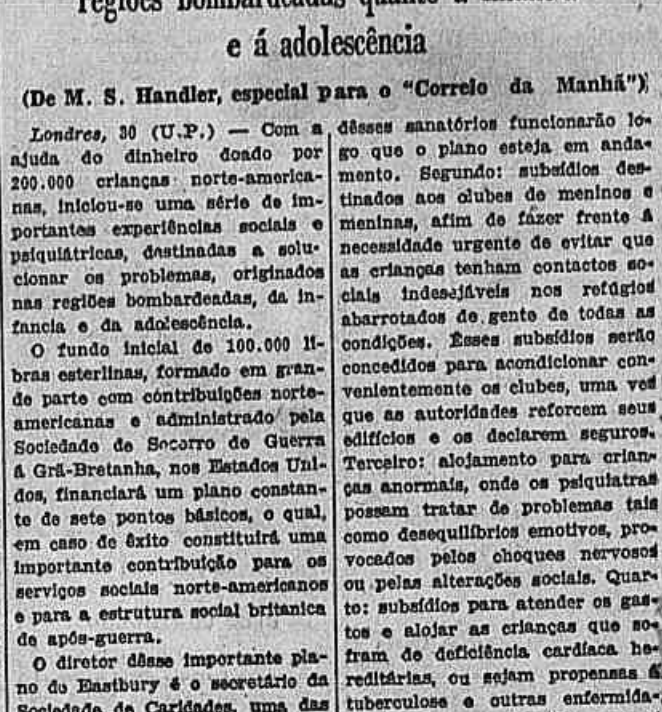 regiões bombardeadas quanto à
e á adolescência
(De M. S. Handler, especial para o "Correio da Manhã")
Londres, 30 (U.P.) — Com a
ajuda do dinheiro doado por
200.000 crianças norte-america-
nas, iniciou-se uma série de im-
portantes experiências sociais e
psiquiátricas, destinadas a solu-
cionar os problemas, originados
nas regiões bombardeadas, da in-
fancia e da adolescência.
O fundo inicial de 100.000 li-
bras esterlinas, formado em gran-
de parte com contribuições norte-
americanas e administrado pela
Sociedade de Socorro de Guerra
á Grã-Bretanha, nos Estados Uni-
dos, financiará um plano constan-
te de sete pontos básicos, o qual,
em caso de êxito constituirá uma
importante contribuição para os
serviços sociais norte-americanos
e para a estrutura social britanica
de após-guerra.
O diretor dêsse importante pla-
no de Eastbury é o secretário da
Sociedade de Caridades, uma das
dêsses sanatórios funcionarão lo-
go que o plano esteja em anda-
mento. Segundo: subsídios des-
tinados aos clubes de meninos e
meninas, afim de fazer frente á
necessidade urgente de evitar que
as crianças tenham contactos so-
ciais indesejáveis nos refúgios
abarrotados de gente de todas as
condições. Êsses subsídios serão
concedidos para acondicionar con-
venientemente os clubes, uma ves
que as autoridades reforcem seus
edifícios e os declarem seguros.
Terceiro: alojamento para crian-
ças anormais, onde os psiquiatras
possam tratar de problemas tais
como desequilíbrios emotivos, pro-
vocados pelos choques nervosos
ou pelas alterações sociais. Quar-
to: subsídios para atender os gas-
tos e alojar as crianças que so-
fram de deficiência cardíaca he-
reditárias, ou sejam propensas á
tuberculose e outras enfermida-